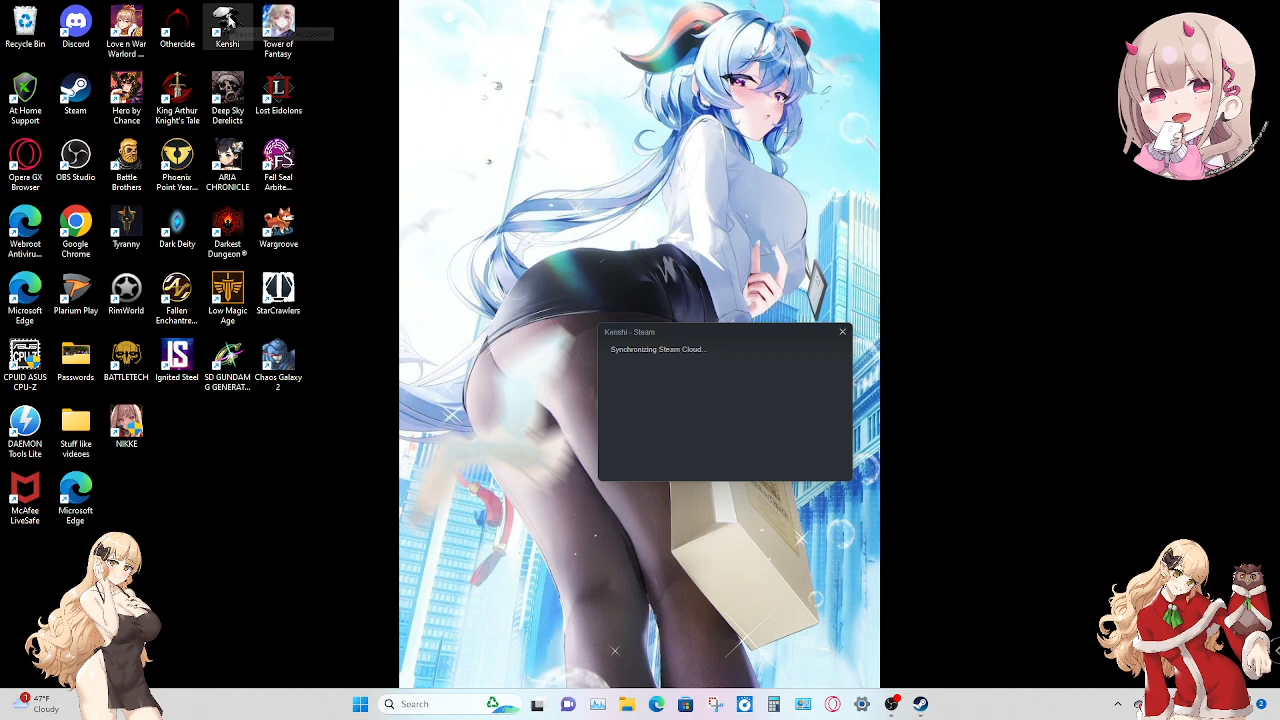 Recycle Bin
Discord
Love n War
Warlord ...
Othercide
Kenshi
Tower of
Fantasy
At Home
Support
Steam
Hero by
Chance
King Arthur
Knight's Tale
Deep Sky
Derelicts
Lost Eidolons
Opera GX
Browser
OBS Studio
Battle
Brothers
Phoenix
Point Year...
ARIA
CHRONICLE
Fell Seal
Arbite...
Webroot
Antiviru...
Google
Chrome
Tyranny
Dark Deity
Darkest
Dungeon®
Wargroove
Microsoft
Edge
Plarium Play
RimWorld
Fallen
Enchantre...
Low Magic
Age
StarCrawlers
CPUID ASUS
CPU-Z
Passwords
BATTLETECH
Ignited Steel
SD GUNDAM
G GENERAT...
Chaos Galaxy
2
DAEMON
Tools Lite
Stuff like
videoes
NIKKE
McAfee
LiveSafe
Microsoft
Edge
Kenshi - Steam
Synchronizing Steam Cloud...
47°F
Cloudy
Search